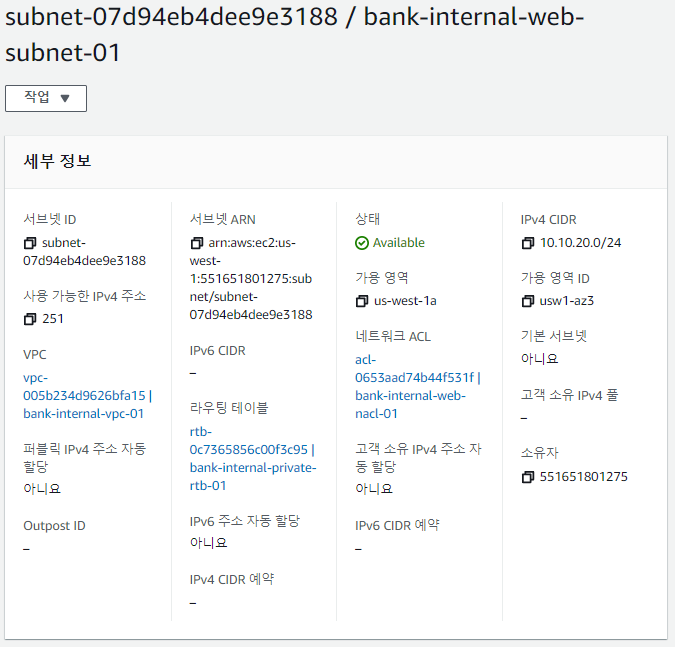 subnet-07d94eb4dee9e3188 / bank-internal-web-
subnet-01
작업
세부 정보
서브넷 ID
subnet-
07d94eb4dee9e3188
사용 가능한 IPv4 주소
251
VPC
vpc-
005b234d9626bfa15 |
bank-internal-vpc-01
퍼블릭 IPv4 주소 자동
할당
아니요
Outpost ID
–
서브넷 ARN
arn:aws:ec2:us-
west-
1:551651801275:sub
net/subnet-
07d94eb4dee9e3188
IPv6 CIDR
–
라우팅 테이블
rtb-
0c7365856c00f3c95 |
bank-internal-private-
rtb-01
IPv6 주소 자동 할당
아니요
IPv4 CIDR 예약
–
상태
Available
가용 영역
us-west-1a
네트워크 ACL
acl-
0653aad74b44f531f |
bank-internal-web-
nacl-01
고객 소유 IPv4 주소 자
동 할당
아니요
IPv6 CIDR 예약
–
IPv4 CIDR
10.10.20.0/24
가용 영역 ID
usw1-az3
기본 서브넷
아니요
고객 소유 IPv4 풀
–
소유자
551651801275